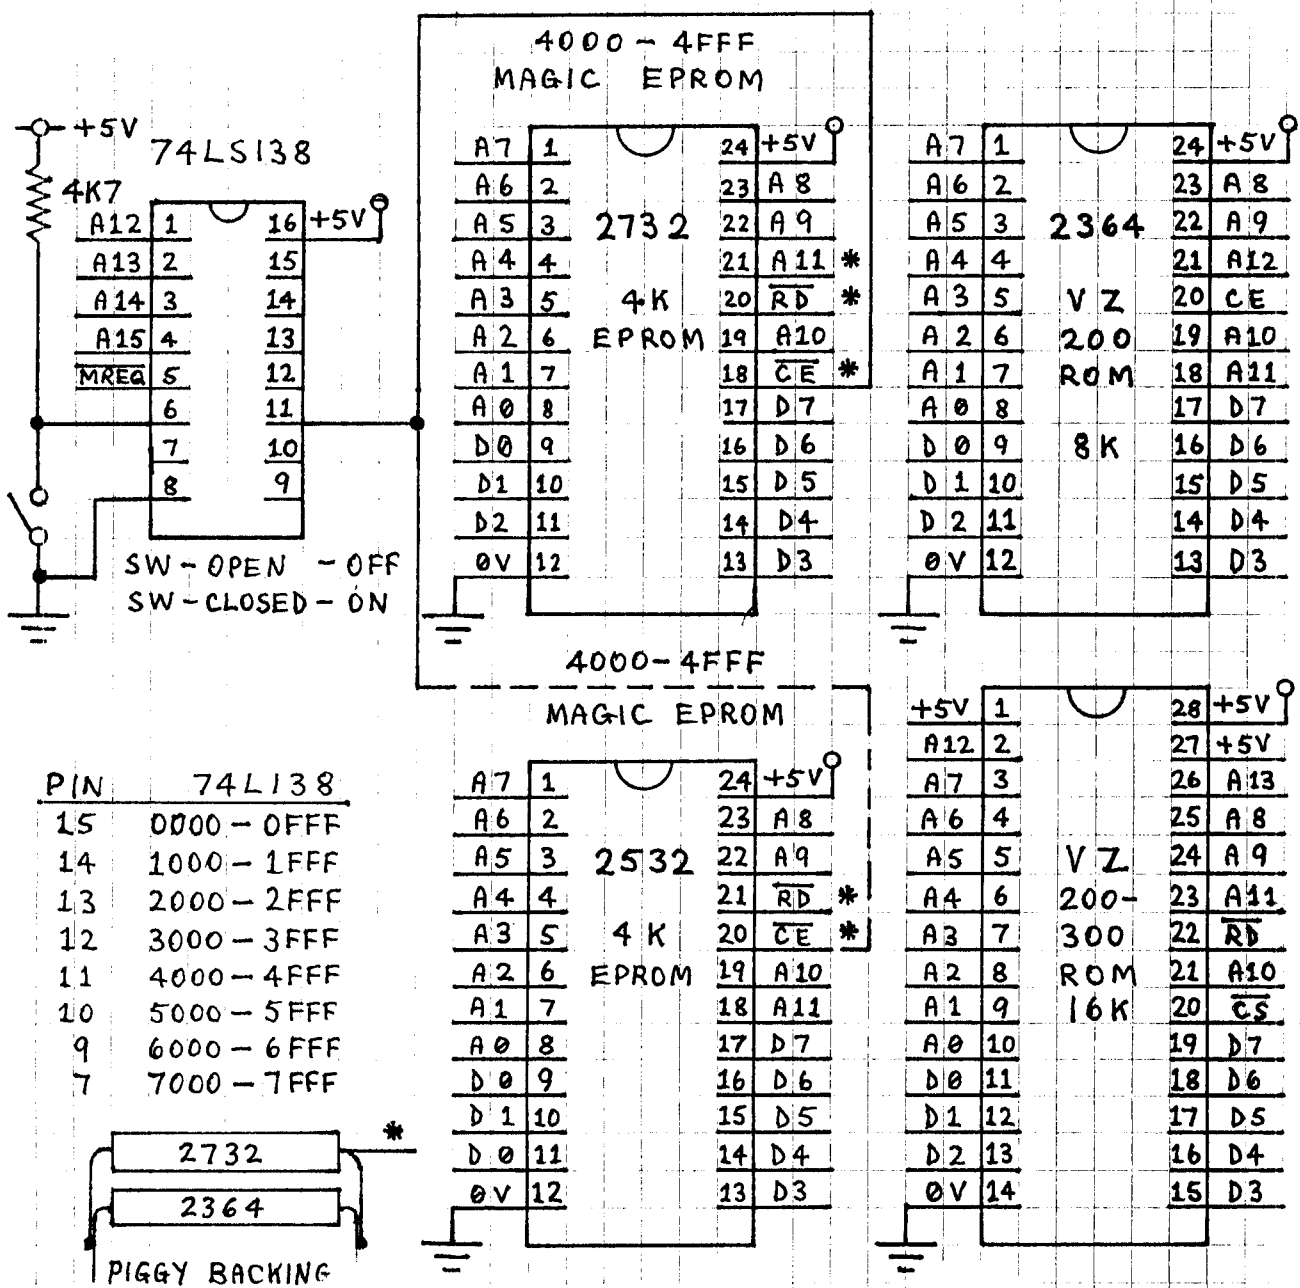 4000 - 4FFF
MAGIC EPROM
+5V
4K7
74LS138
A12 1 16 +5V
A13 2 15
A14 3 14
A15 4 13
MREQ 5 12
6 11
7 10
8 9
SW - OPEN - OFF
SW - CLOSED - ON
A7 1 24 +5V
A6 2 23 A8
A5 3 2732 22 A9
A4 4 21 A11 *
A3 5 4K 20 RD *
A2 6 EPROM 19 A10
A1 7 18 CE *
A0 8 17 D7
D0 9 16 D6
D1 10 15 D5
D2 11 14 D4
0V 12 13 D3
A7 1 24 +5V
A6 2 23 A8
A5 3 2364 22 A9
A4 4 21 A12
A3 5 VZ 20 CE
A2 6 200 19 A10
A1 7 ROM 18 A11
A0 8 17 D7
D0 9 8K 16 D6
D1 10 15 D5
D2 11 14 D4
0V 12 13 D3
4000-4FFF
MAGIC EPROM
A7 1 24 +5V
A6 2 23 A8
A5 3 2532 22 A9
A4 4 21 RD *
A3 5 4K 20 CE *
A2 6 EPROM 19 A10
A1 7 18 A11
A0 8 17 D7
D0 9 16 D6
D1 10 15 D5
D0 11 14 D4
0V 12 13 D3
+5V 1 28 +5V
A12 2 27 +5V
A7 3 26 A13
A6 4 25 A8
A5 5 VZ 24 A9
A4 6 200- 23 A11
A3 7 300 22 RD
A2 8 ROM 21 A10
A1 9 16K 20 CS
A0 10 19 D7
D0 11 18 D6
D1 12 17 D5
D2 13 16 D4
0V 14 15 D3
PIN 74L138
15 0000 - 0FFF
14 1000 - 1FFF
13 2000 - 2FFF
12 3000 - 3FFF
11 4000 - 4FFF
10 5000 - 5FFF
9 6000 - 6FFF
7 7000 - 7FFF
2732 *
2364
PIGGY BACKING